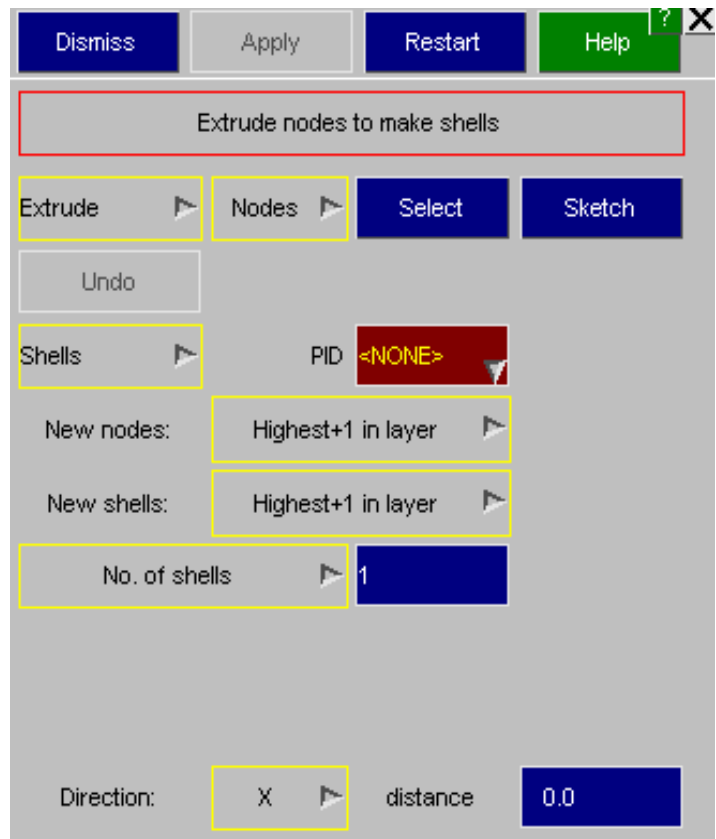 ?
X
Dismiss Apply Restart Help
Extrude nodes to make shells
Extrude Nodes Select Sketch
Undo
Shells PID <NONE>
New nodes: Highest+1 in layer
New shells: Highest+1 in layer
No. of shells 1
Direction: X distance 0.0